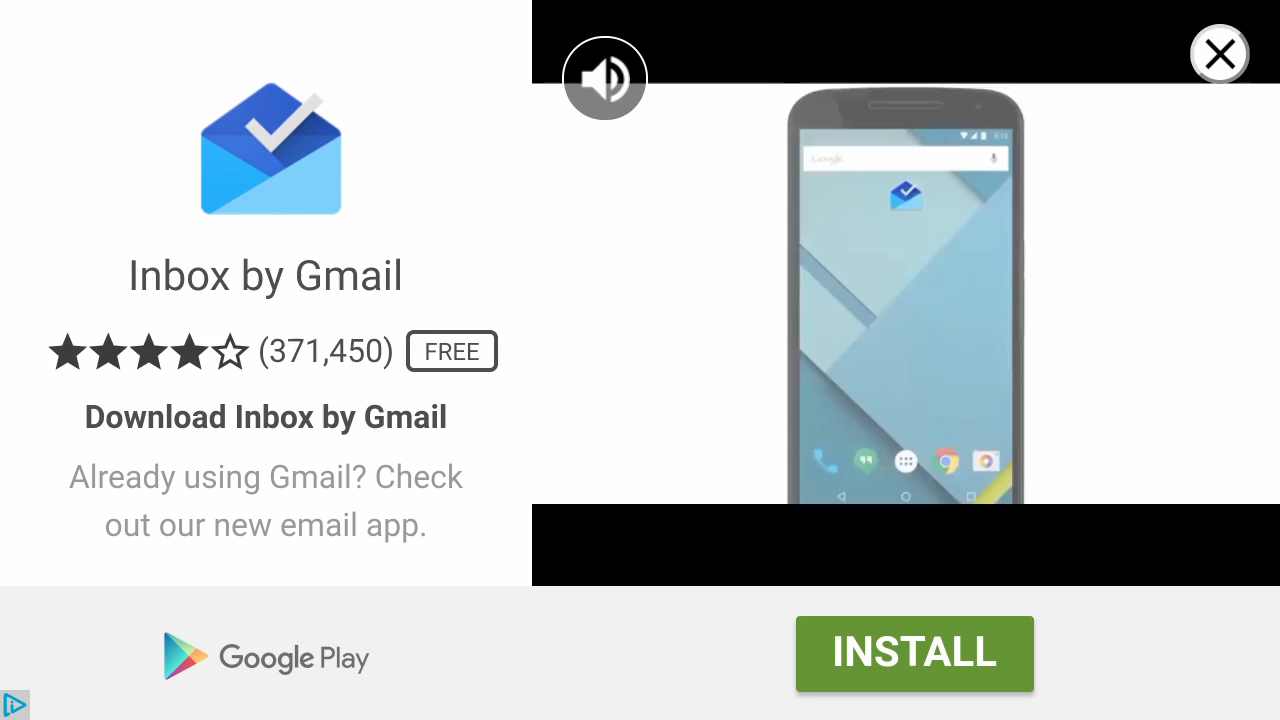 Inbox by Gmail
(371,450) FREE
Download Inbox by Gmail
Already using Gmail? Check
out our new email app.
Google
Google Play
INSTALL